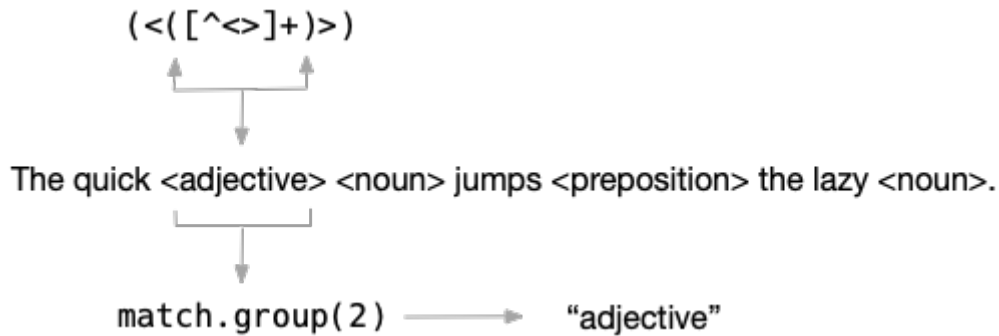 (<([^<>]+)>)
The quick <adjective> <noun> jumps <preposition> the lazy <noun>.
match.group(2) “adjective”